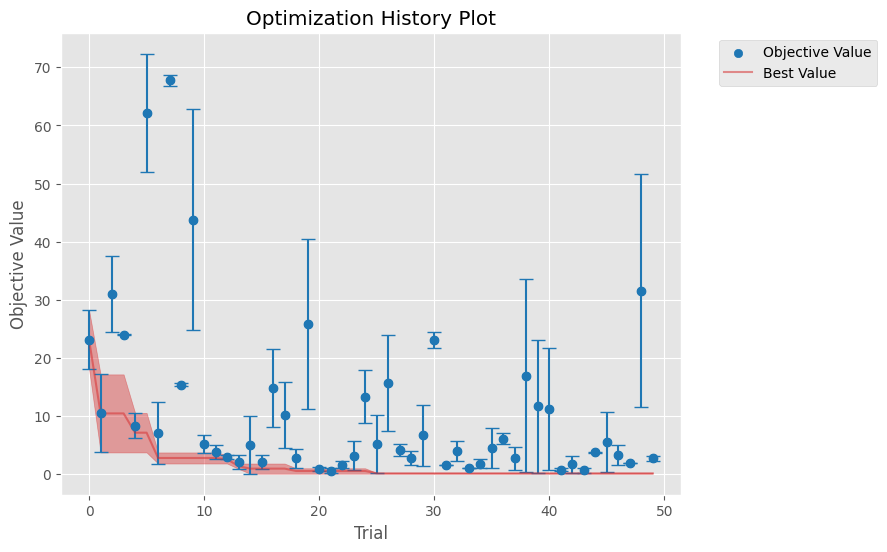 Optimization History Plot
Objective Value
Best Value
70
60
50
40
30
20
10
0
Objective Value
0 10 20 30 40 50
Trial